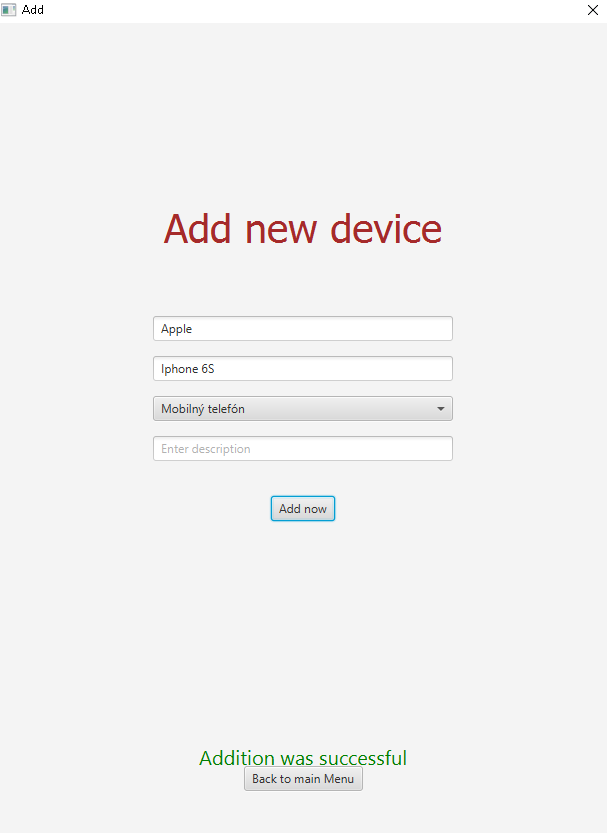 Add
Add new device
Apple
Iphone 6S
Mobilný telefón
Enter description
Add now
Addition was successful
Back to main Menu